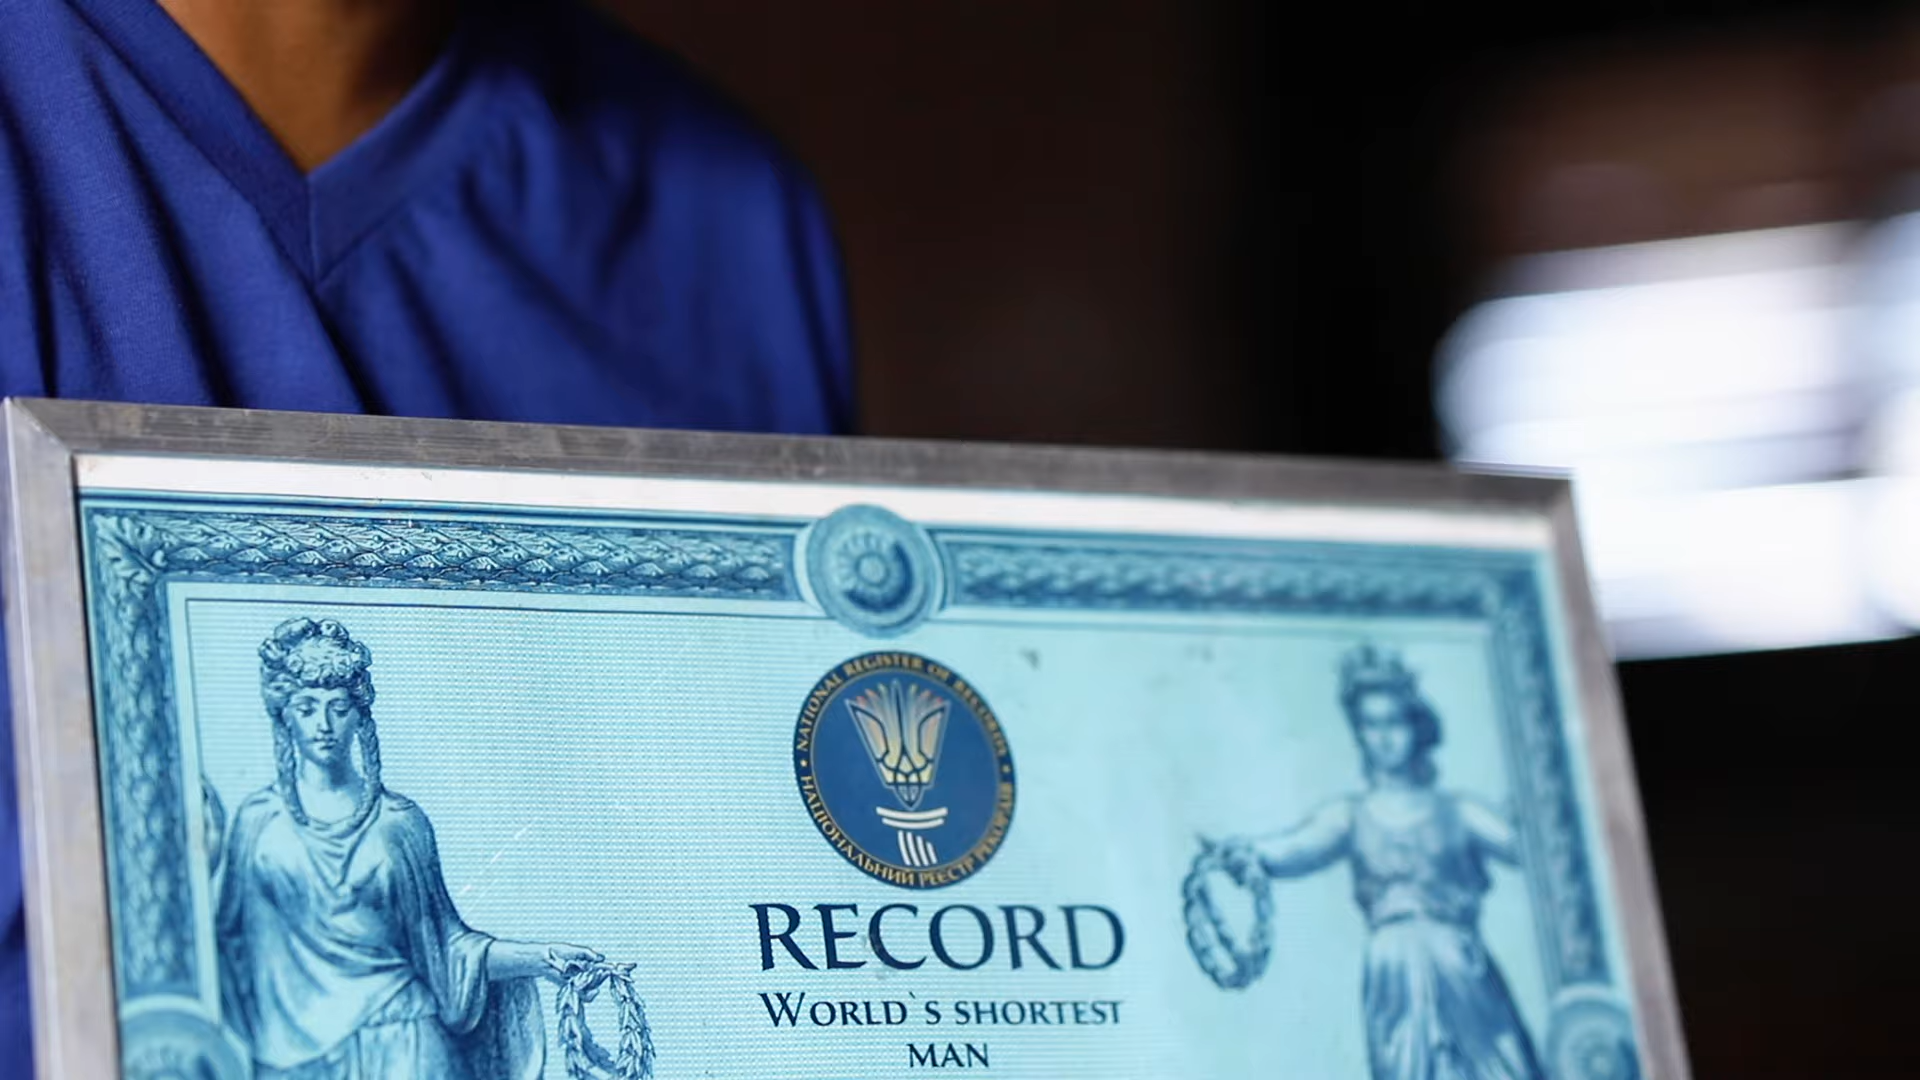 NATIONAL REGISTER OF RECORDS
НАЦІОНАЛЬНИЙ РЕЄСТР РЕКОРДІВ
RECORD
WORLD`S SHORTEST
MAN